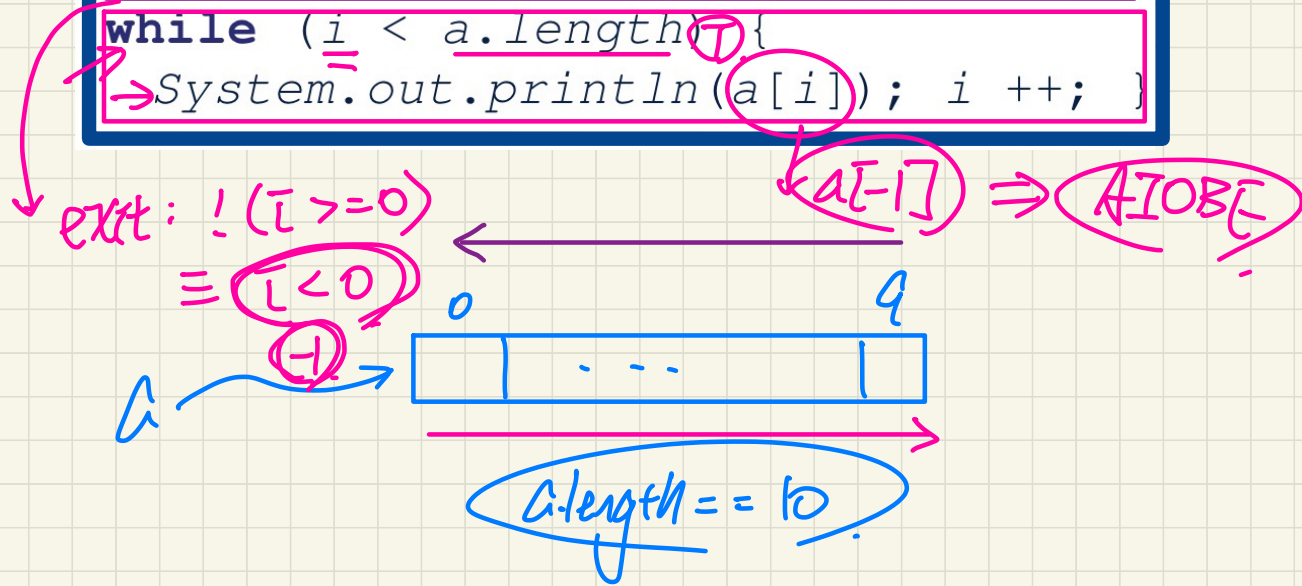 while (i < a.length) T {
System.out.println(a[i]); i ++; }
exit: !(i >=0)
a[-1] ⇒ AIOBE
≡ i<0
-1
0 9
a
. . .
a.length == 10